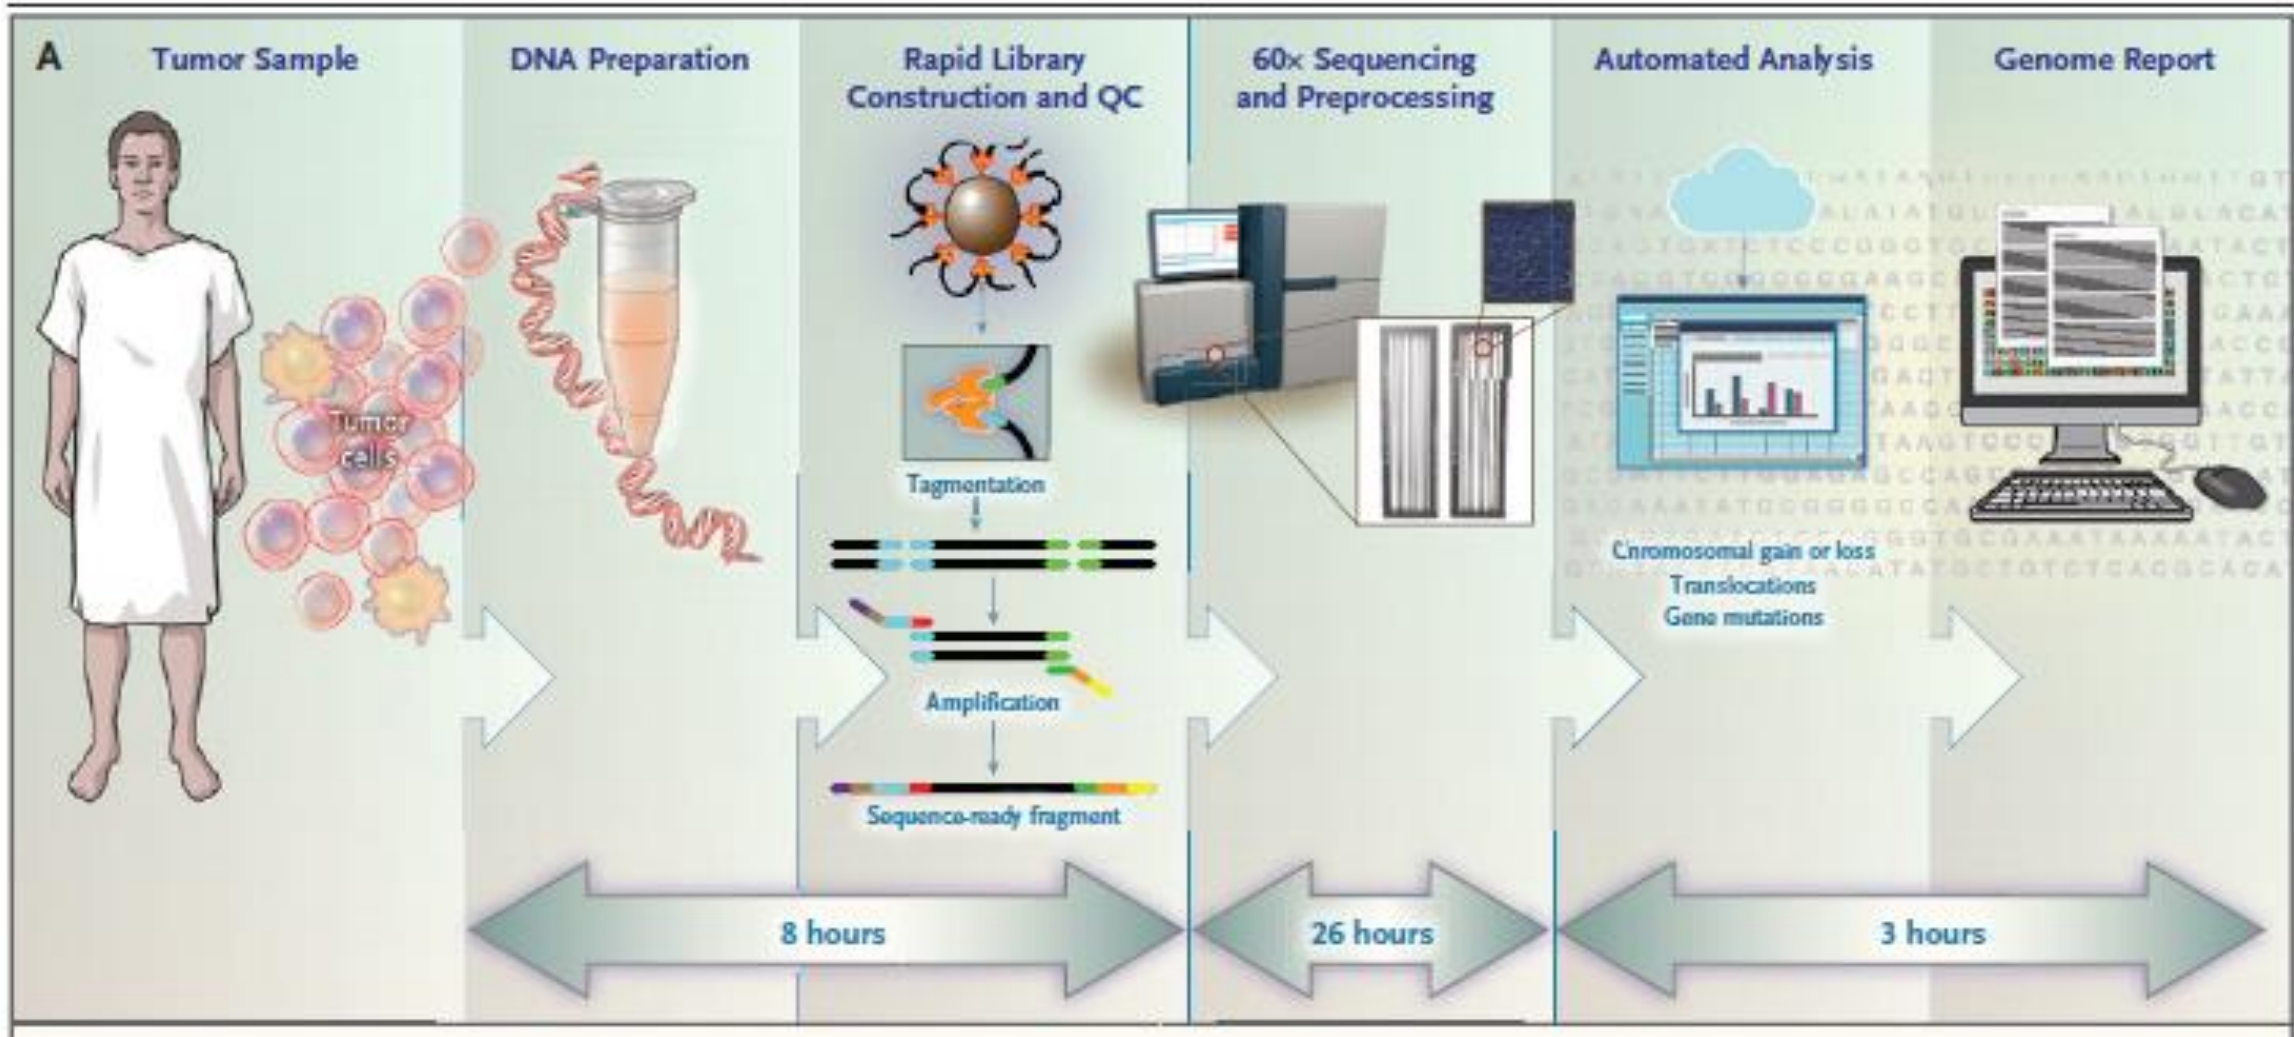 A
Tumor Sample
DNA Preparation
Rapid Library
Construction and QC
60× Sequencing
and Preprocessing
Automated Analysis
Genome Report
Tumor
cells
Tagmentation
Amplification
Sequence-ready fragment
Chromosomal gain or loss
Translocations
Gene mutations
8 hours
26 hours
3 hours